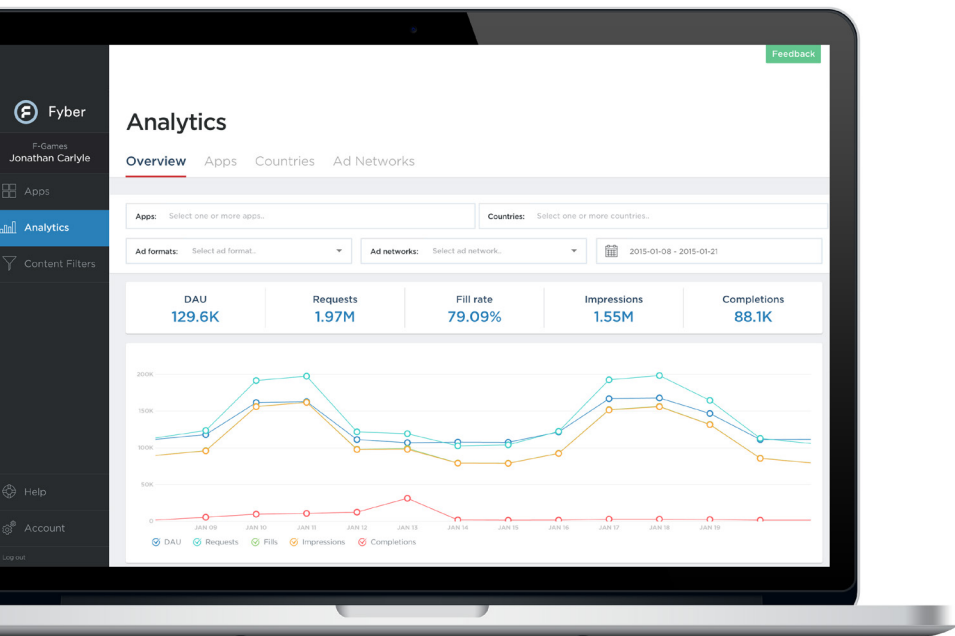 Feedback
Fyber
F-Games
Jonathan Carlyle
Apps
Analytics
Content Filters
Help
Account
Log out
Analytics
Overview Apps Countries Ad Networks
Apps: Select one or more apps.. Countries: Select one or more countries..
Ad formats: Select ad format.. Ad networks: Select ad network.. 2015-01-08 - 2015-01-21
DAU Requests Fill rate Impressions Completions
129.6K 1.97M 79.09% 1.55M 88.1K
200K
150K
100K
50K
0
JAN 09 JAN 10 JAN 11 JAN 12 JAN 13 JAN 14 JAN 15 JAN 16 JAN 17 JAN 18 JAN 19
DAU Requests Fills Impressions Completions